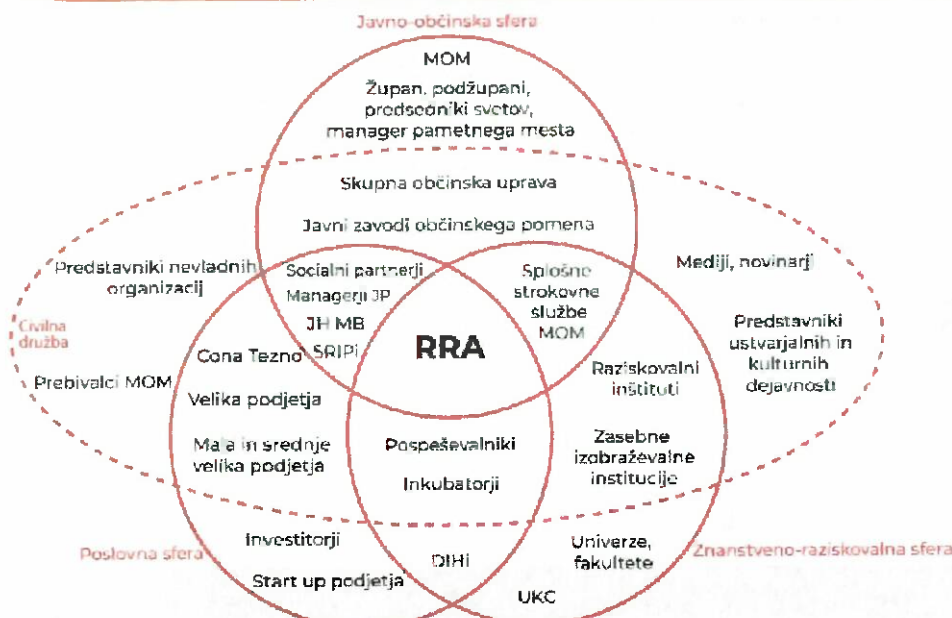 Javno-občinska sfera
MOM
Župan, podžupani,
predsedniki svetov,
manager pametnega mesta
Skupna občinska uprava
Javni zavodi občinskega pomena
Predstavniki nevladnih
organizacij
Socialni partnerji
Managerji JP
JH MB
SRIPi
Splošne
strokovne
službe
MOM
Mediji, novinarji
Civilna
družba
Prebivalci MOM
Cona Tezno
RRA
Predstavniki
ustvarjalnih in
kulturnih
dejavnosti
Raziskovalni
inštituti
Velika podjetja
Mala in srednje
velika podjetja
Pospeševalniki
Inkubatorji
Zasebne
izobraževalne
institucije
Poslovna sfera
Investitorji
Start up podjetja
DIHi
Univerze,
fakultete
UKC
Znanstveno-raziskovalna sfera